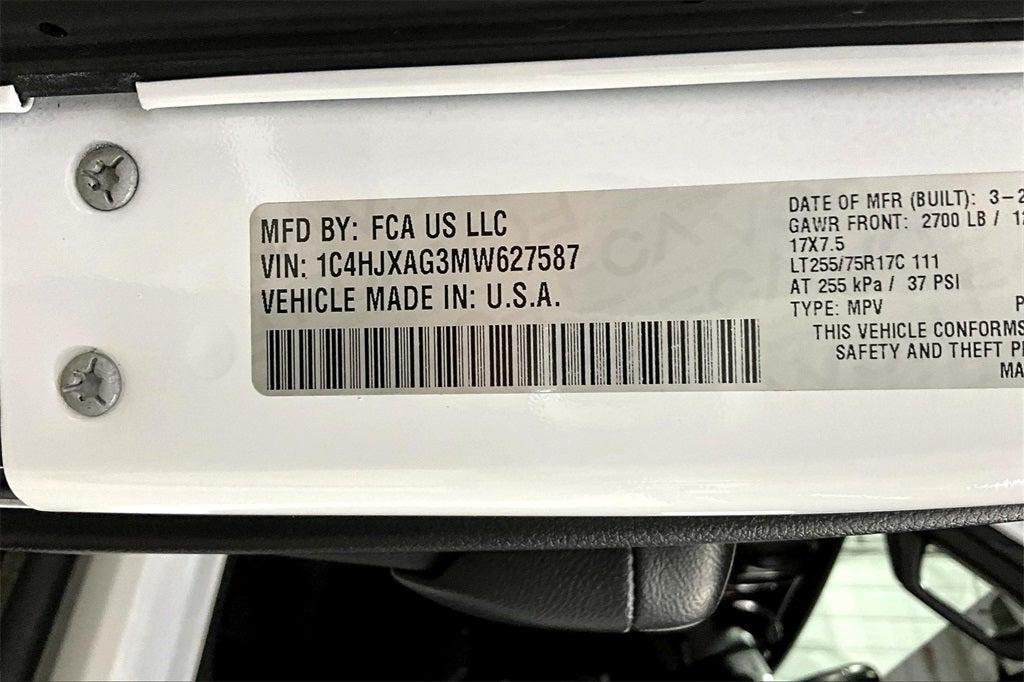 MFD BY: FCA US LLC
VIN: 1C4HJXAG3MW627587
VEHICLE MADE IN: U.S.A.
DATE OF MFR (BUILT): 3-2
GAWR FRONT: 2700 LB / 12
17X7.5
LT255/75R17C 111
AT 255 kPa / 37 PSI
TYPE: MPV P
THIS VEHICLE CONFORMS
SAFETY AND THEFT P
MA